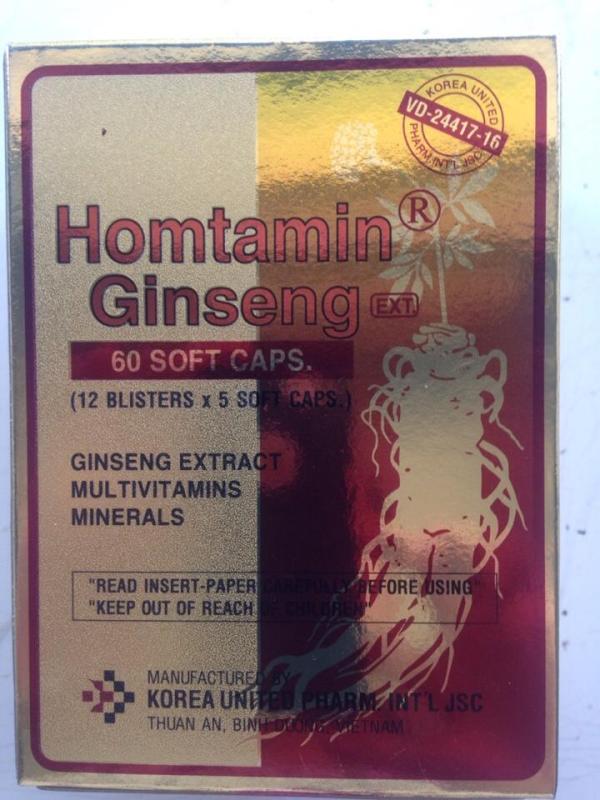 KOREA UNITED
VD-24417-16
PHARM. INT'L JSC
Homtamin®
Ginseng EXT.
60 SOFT CAPS.
(12 BLISTERS x 5 SOFT CAPS.)
GINSENG EXTRACT
MULTIVITAMINS
MINERALS
"READ INSERT-PAPER CAREFULLY BEFORE USING"
"KEEP OUT OF REACH OF CHILDREN"
MANUFACTURED BY
KOREA UNITED PHARM. INT'L JSC
THUAN AN, BINH DUONG, VIETNAM